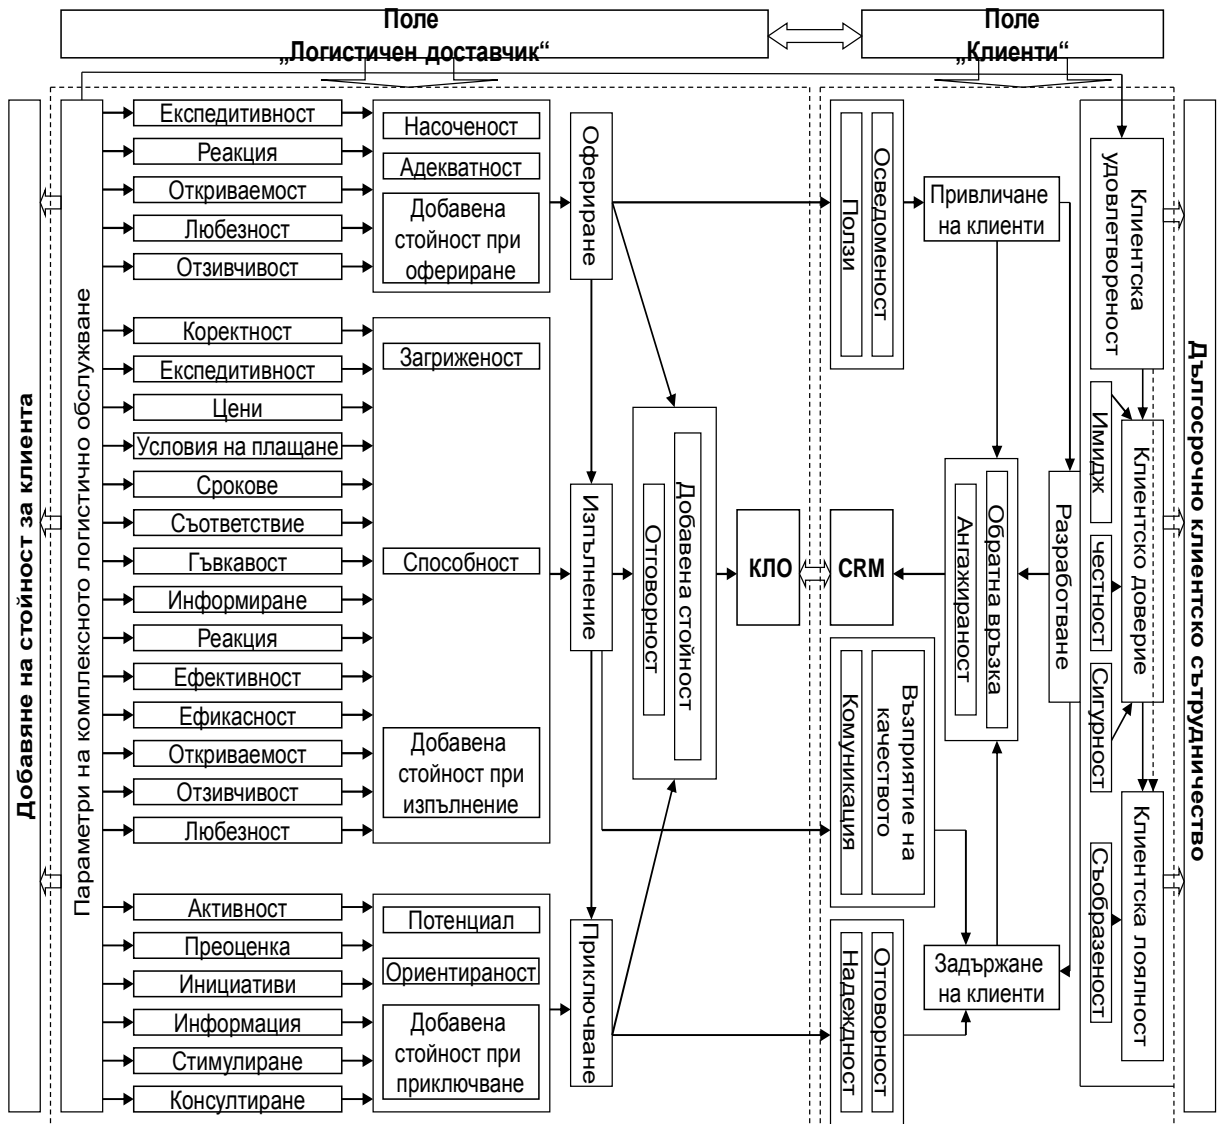 Поле
„Логистичен доставчик“
Поле
„Клиенти“
Добавяне на стойност за клиента
Параметри на комплексното логистично обслужване
Експедитивност
Реакция
Откриваемост
Любезност
Отзивчивост
Насоченост
Адекватност
Добавена
стойност при
офериране
Коректност
Експедитивност
Цени
Условия на плащане
Срокове
Съответствие
Гъвкавост
Информиране
Реакция
Ефективност
Ефикасност
Откриваемост
Отзивчивост
Любезност
Загриженост
Способност
Добавена
стойност при
изпълнение
Активност
Преоценка
Инициативи
Информация
Стимулиране
Консултиране
Потенциал
Ориентираност
Добавена
стойност при
приключване
Офериране
Изпълнение
Приключване
Отговорност
Добавена стойност
КЛО
CRM
Ползи
Осведоменост
Привличане
на клиенти
Ангажираност
Обратна връзка
Разработване
Комуникация
Възприятие на
качеството
Надеждност
Отговорност
Задържане
на клиенти
Клиентска
удовлетвореност
Имидж
честност
Сигурност
Клиентско доверие
Съобразеност
Клиентска лоялност
Дългосрочно клиентско сътрудничество